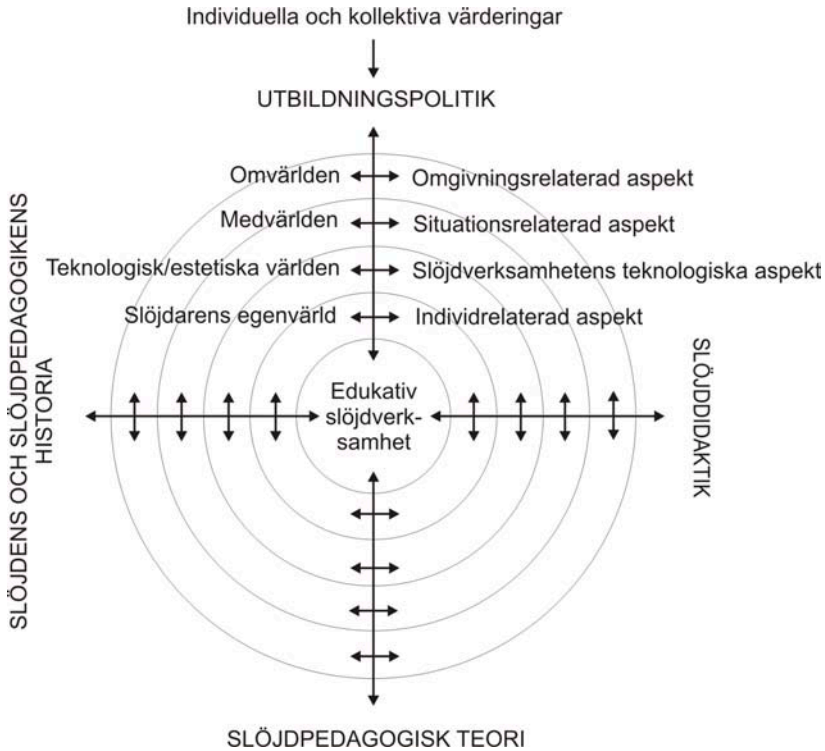 Individuella och kollektiva värderingar
UTBILDNINGSPOLITIK
Omvärlden
Omgivningsrelaterad aspekt
Medvärlden
Situationsrelaterad aspekt
Teknologisk/estetiska världen
Slöjdverksamhetens teknologiska aspekt
Slöjdarens egenvärld
Individrelaterad aspekt
SLÖJDENS OCH SLÖJDPEDAGOGIKENS
HISTORIA
Edukativ
slöjdverk-
samhet
SLÖJDDIDAKTIK
SLÖJDPEDAGOGISK TEORI